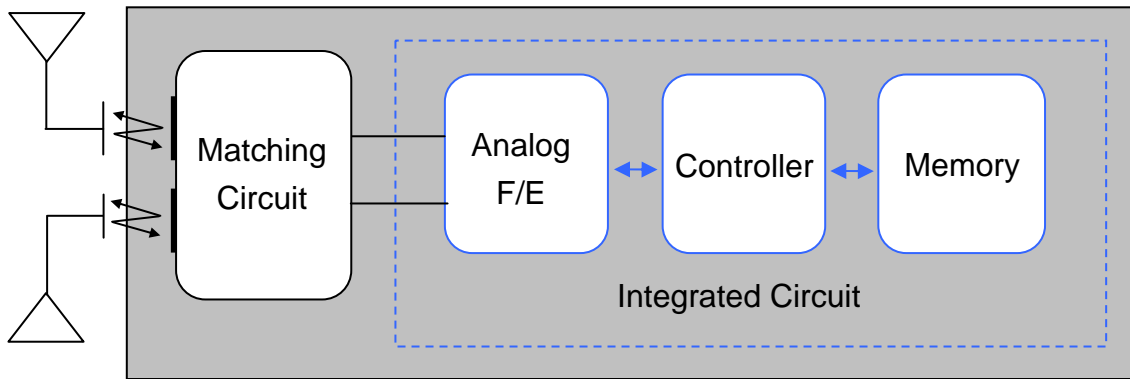 Matching
Circuit
Analog
F/E
Controller
Memory
Integrated Circuit